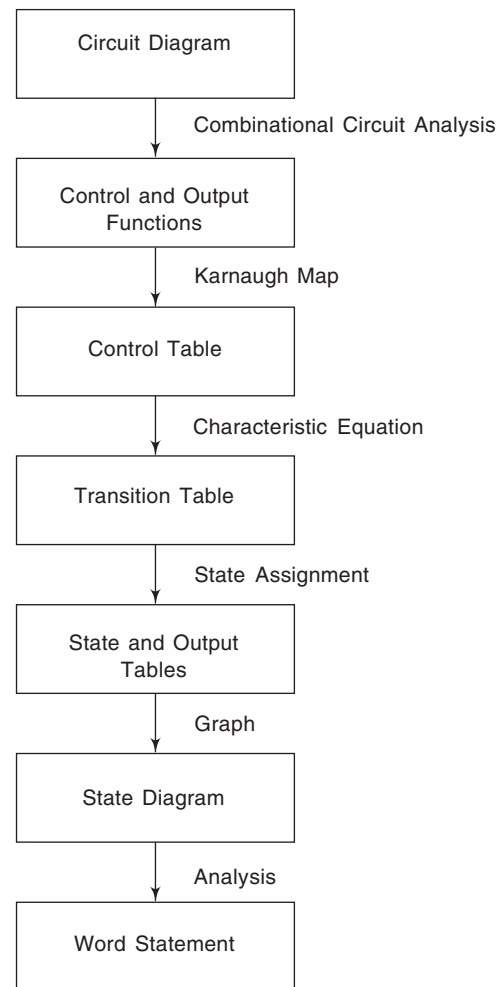 Circuit Diagram
Combinational Circuit Analysis
Control and Output
Functions
Karnaugh Map
Control Table
Characteristic Equation
Transition Table
State Assignment
State and Output
Tables
Graph
State Diagram
Analysis
Word Statement